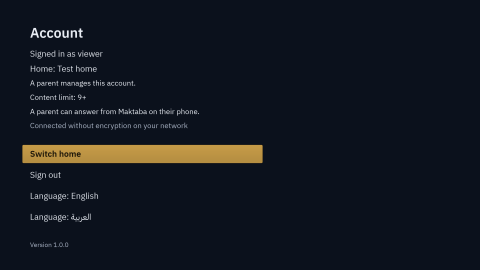 Account
Signed in as viewer
Home: Test home
A parent manages this account.
Content limit: 9+
A parent can answer from Maktaba on their phone.
Connected without encryption on your network
Switch home
Sign out
Language: English
Language: العربية
Version 1.0.0